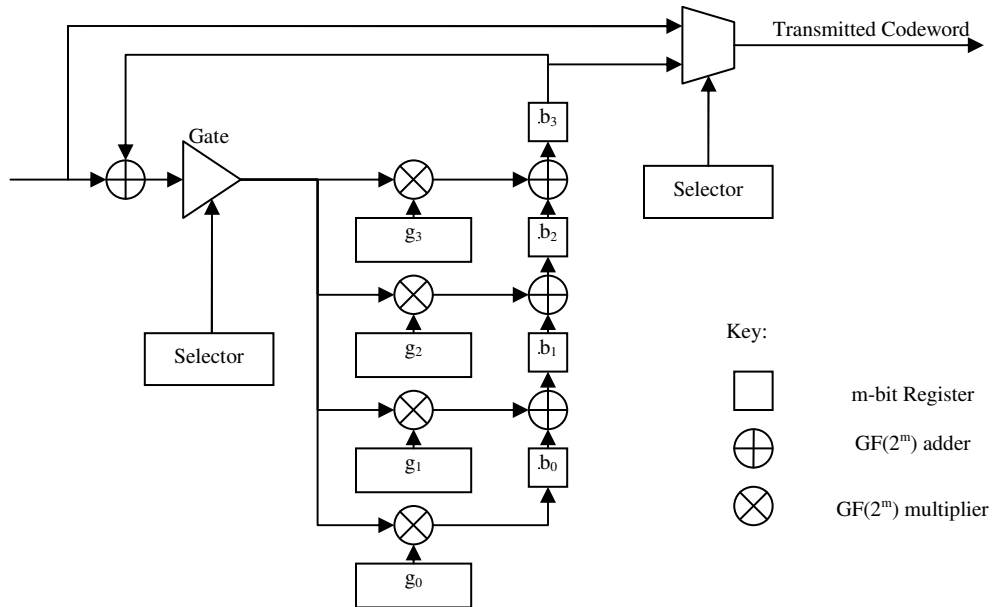 Transmitted Codeword
.b₃
Gate
Selector
g₃
.b₂
g₂
Selector
.b₁
Key:
m-bit Register
g₁
.b₀
GF(2ᵐ) adder
GF(2ᵐ) multiplier
g₀